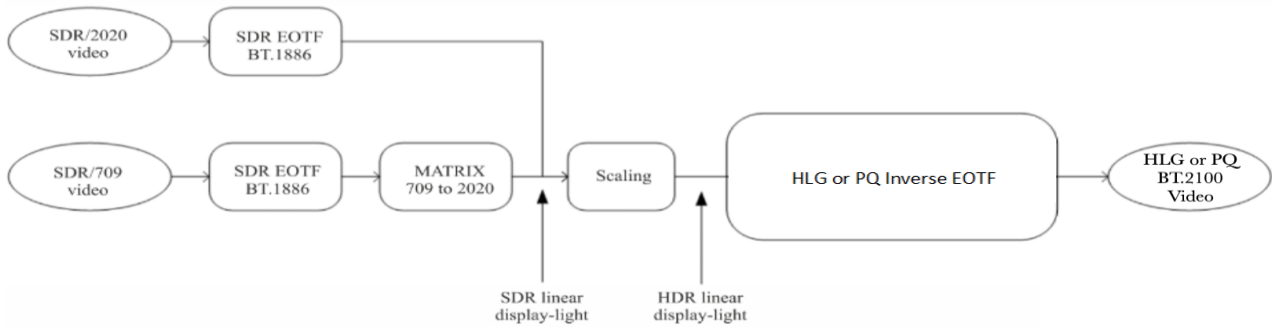 SDR/2020
video
SDR EOTF
BT.1886
SDR/709
video
SDR EOTF
BT.1886
MATRIX
709 to 2020
Scaling
HLG or PQ Inverse EOTF
HLG or PQ
BT.2100
Video
SDR linear
display-light
HDR linear
display-light